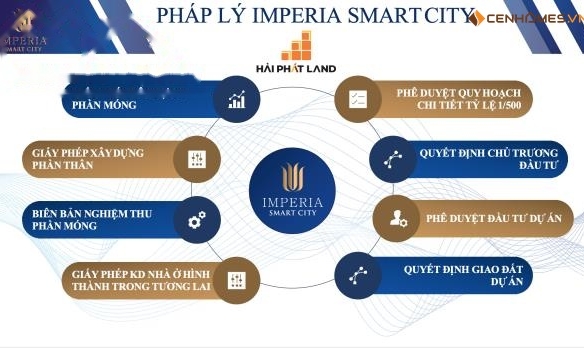 PHÁP LÝ IMPERIA SMART CITY
CENHOMES.VN
IMPERIA
SMART CITY
HẢI PHÁT LAND
PHẦN MÓNG
GIẤY PHÉP XÂY DỰNG
PHẦN THÂN
BIÊN BẢN NGHIỆM THU
PHẦN MÓNG
GIẤY PHÉP KD NHÀ Ở HÌNH
THÀNH TRONG TƯƠNG LAI
IMPERIA
SMART CITY
PHÊ DUYỆT QUY HOẠCH
CHI TIẾT TỶ LỆ 1/500
QUYẾT ĐỊNH CHỦ TRƯƠNG
ĐẦU TƯ
PHÊ DUYỆT ĐẦU TƯ DỰ ÁN
QUYẾT ĐỊNH GIAO ĐẤT
DỰ ÁN